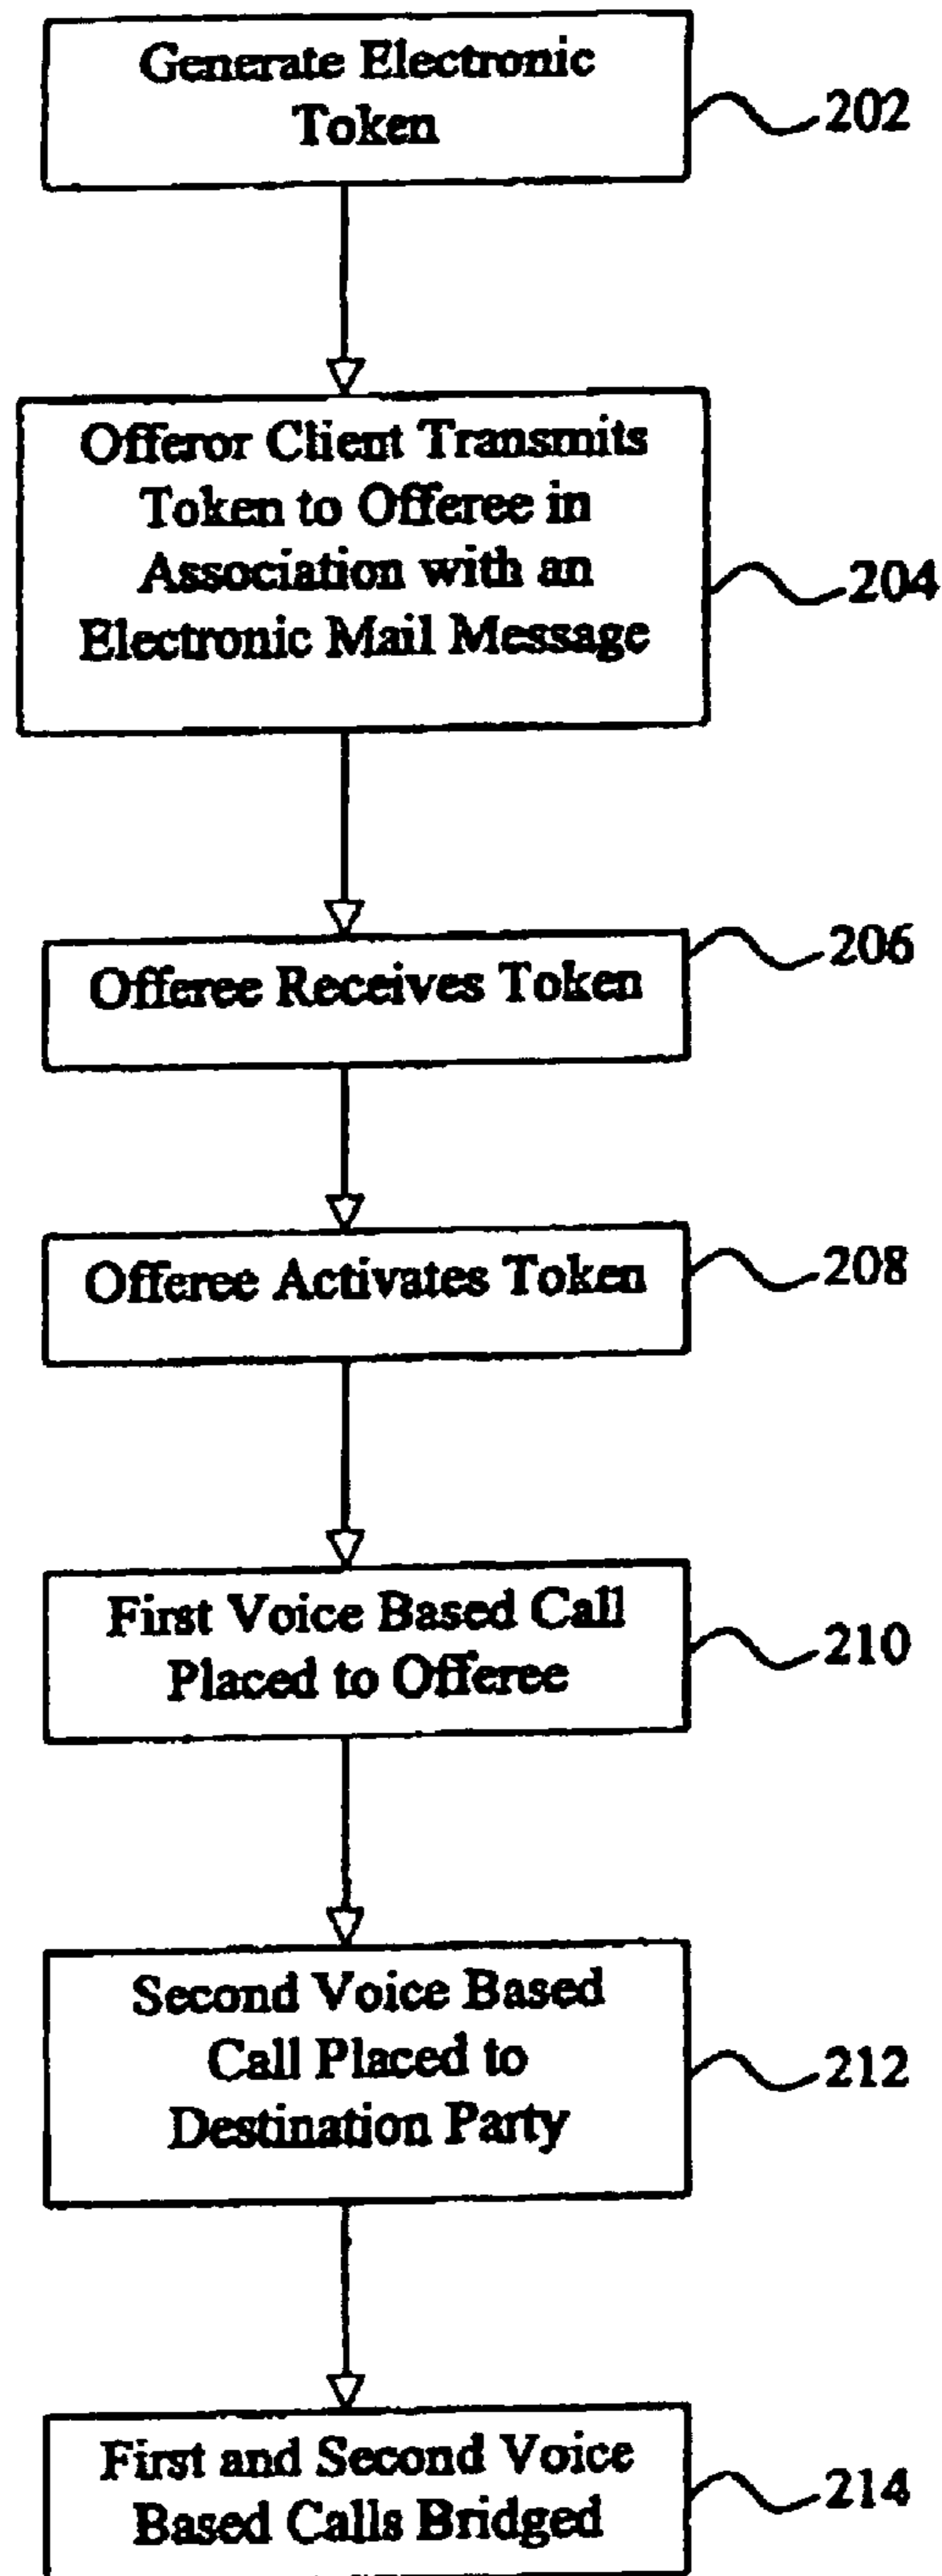 Generate Electronic
Token
202
Offeror Client Transmits
Token to Offeree in
Association with an
Electronic Mail Message
204
Offeree Receives Token
206
Offeree Activates Token
208
First Voice Based Call
Placed to Offeree
210
Second Voice Based
Call Placed to
Destination Party
212
First and Second Voice
Based Calls Bridged
214